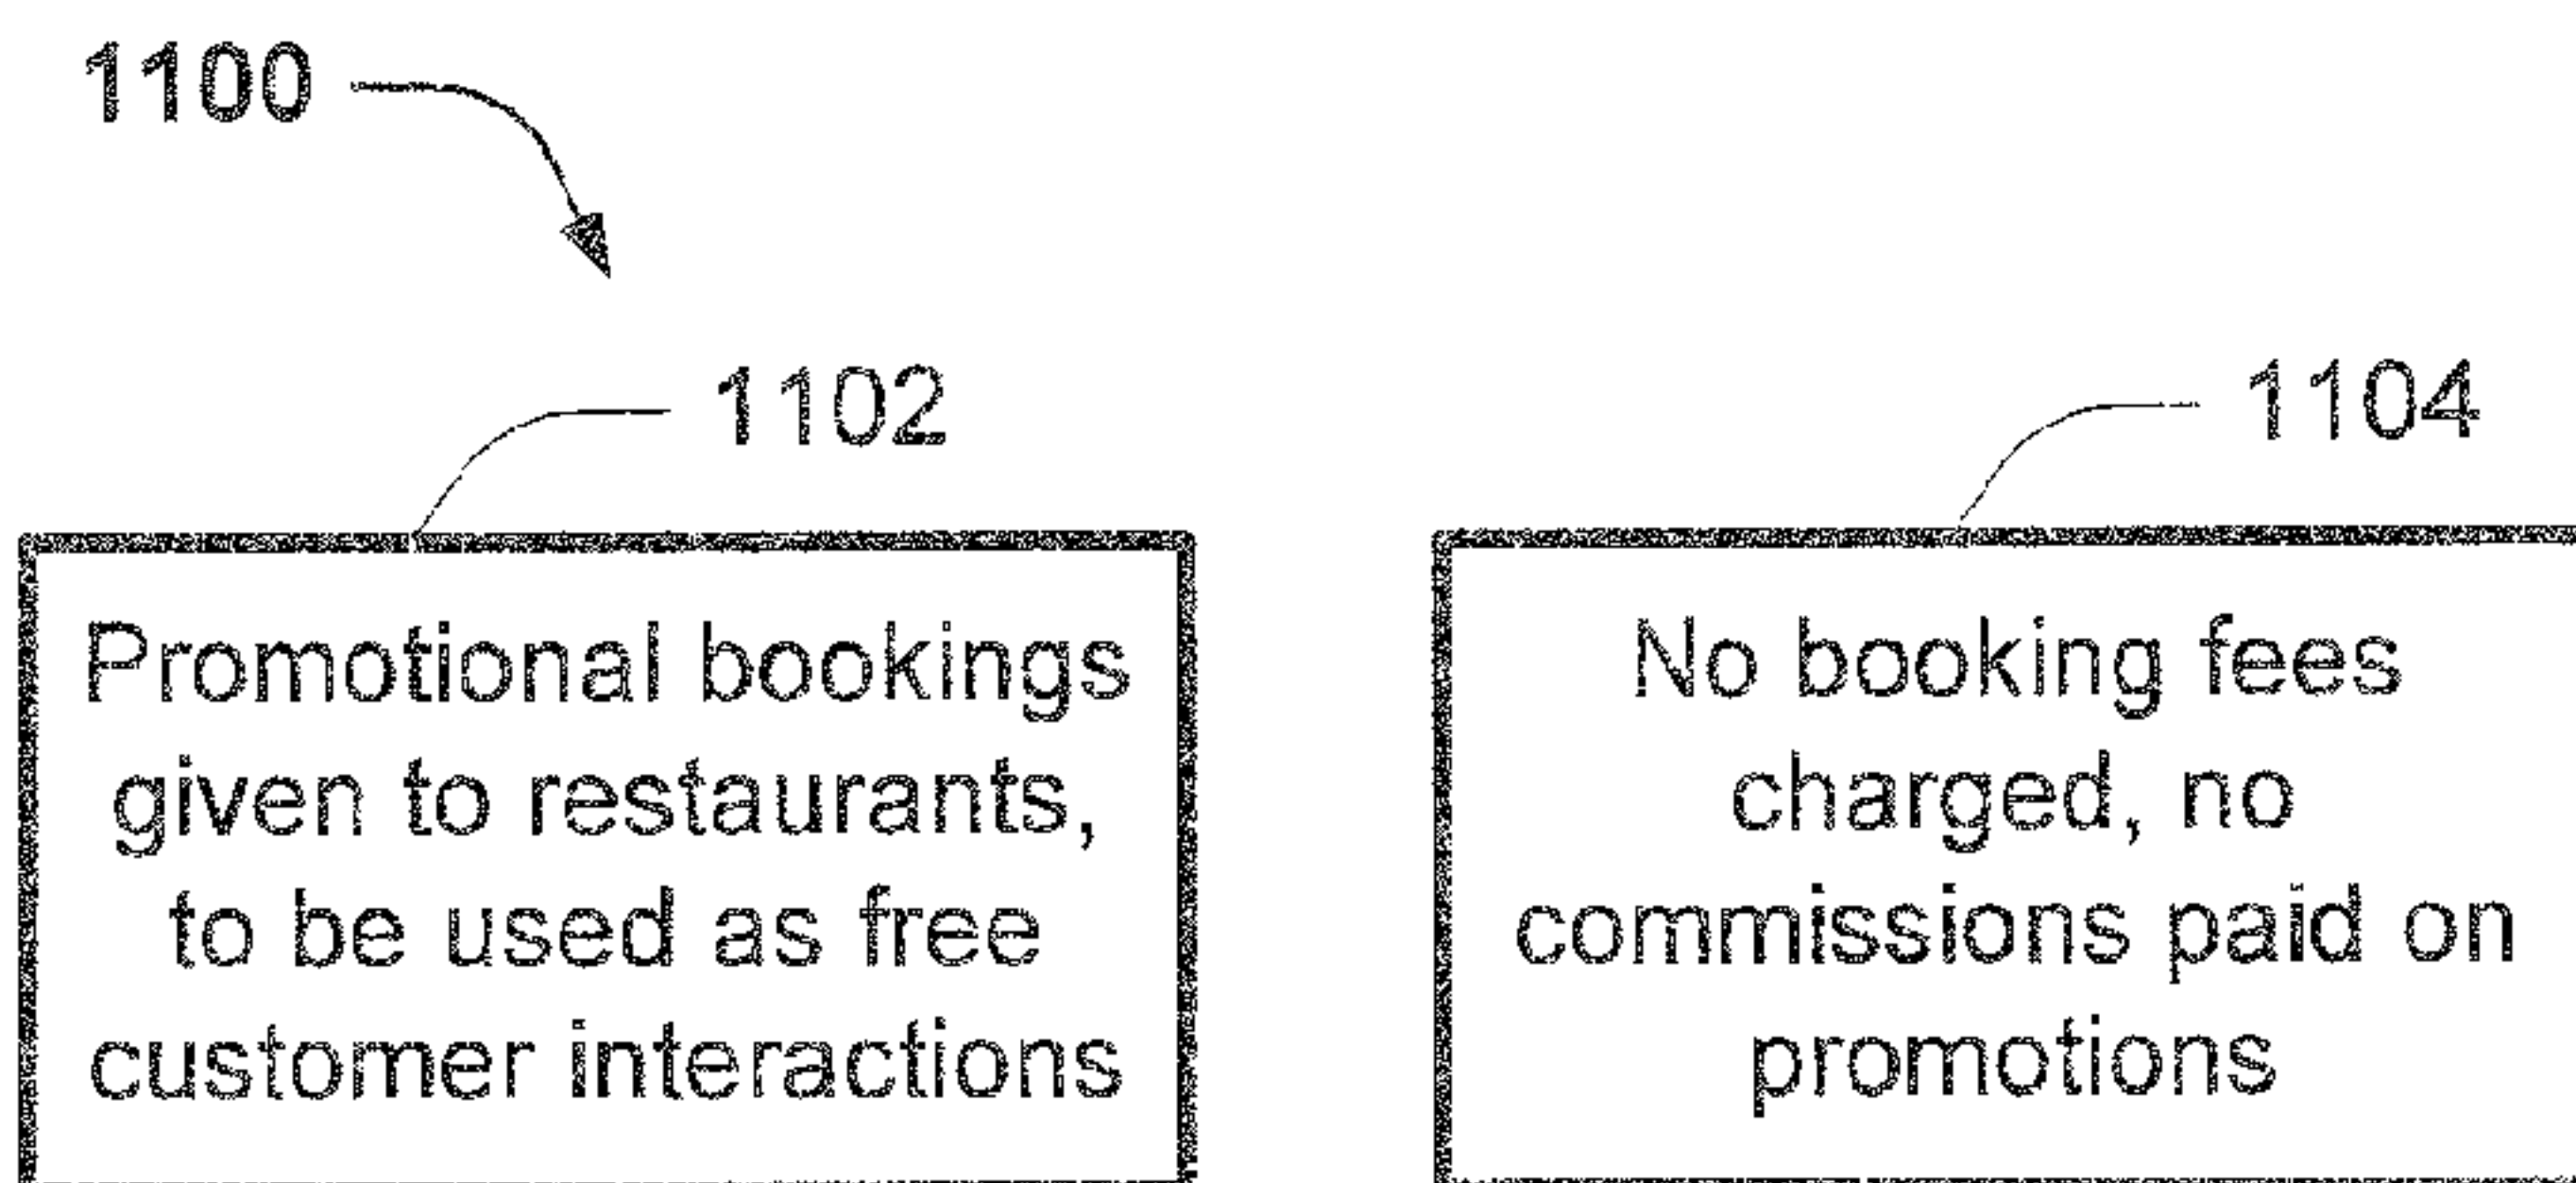 1100
1102
1104
Promotional bookings
given to restaurants,
to be used as free
customer interactions
No booking fees
charged, no
commissions paid on
promotions